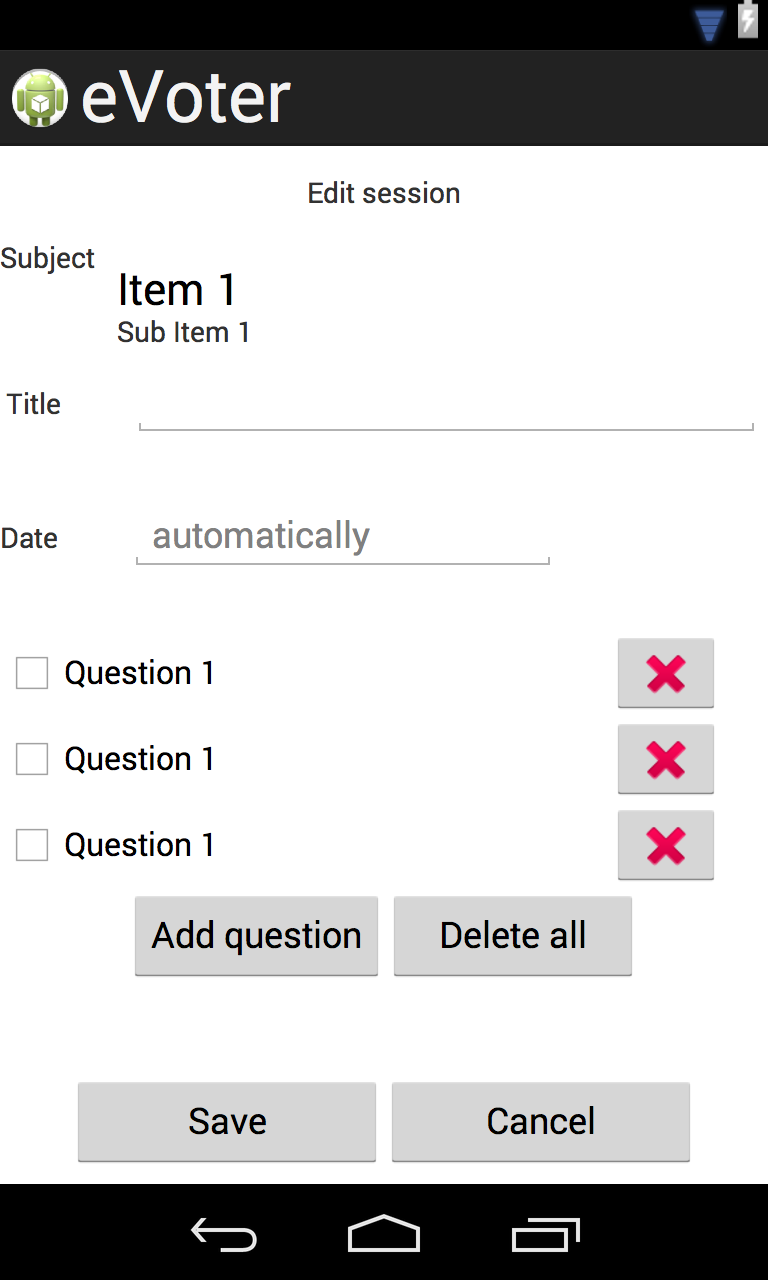 eVoter
Edit session
Subject
Item 1
Sub Item 1
Title
Date automatically
Question 1
Question 1
Question 1
Add question Delete all
Save Cancel